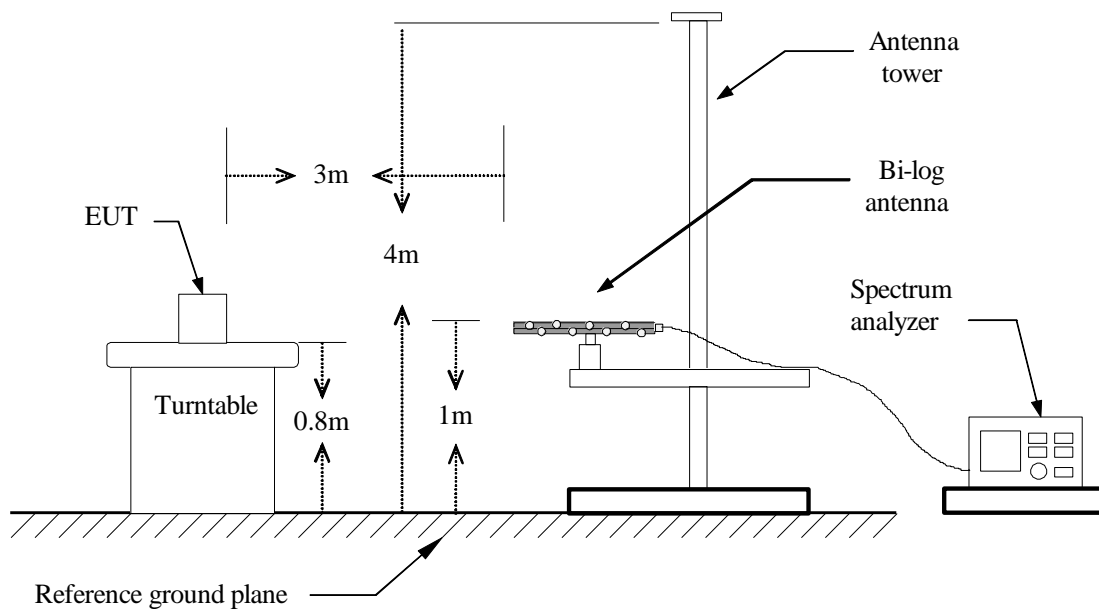 Antenna
tower
3m
Bi-log
antenna
EUT
4m
Spectrum
analyzer
Turntable
0.8m
1m
Reference ground plane